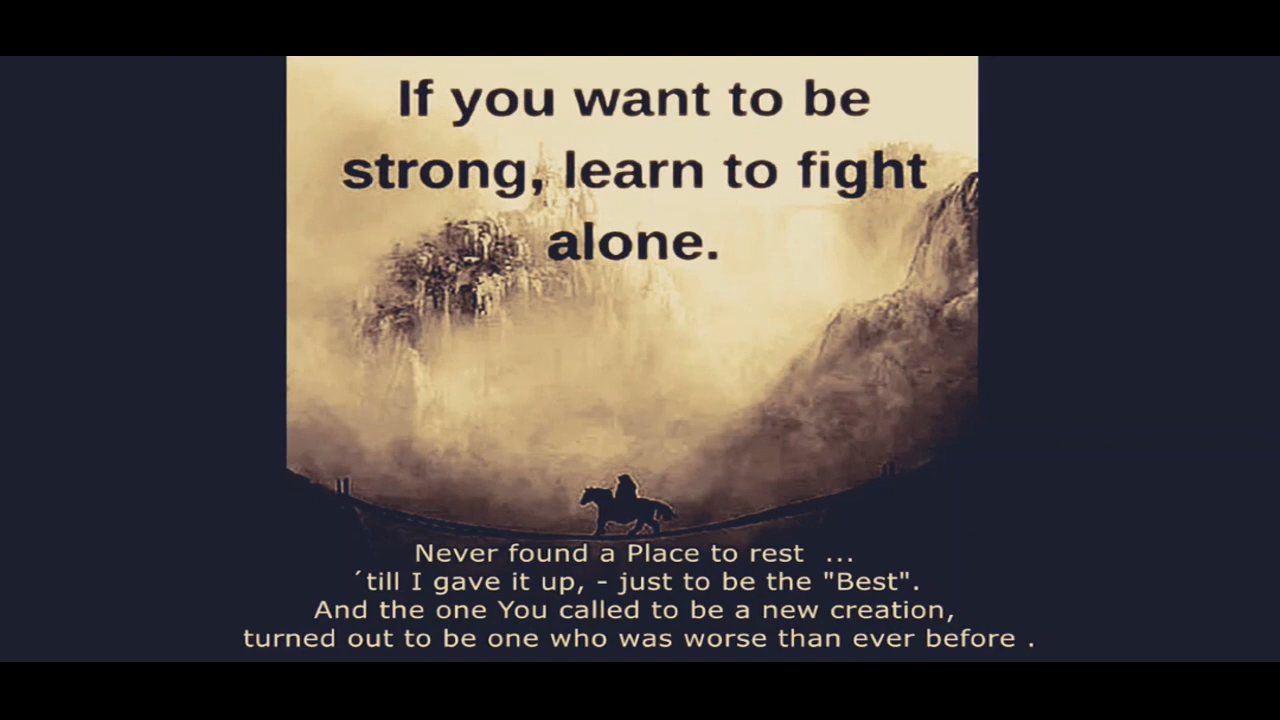 If you want to be
strong, learn to fight
alone.
Never found a Place to rest  ...
´till I gave it up, - just to be the "Best".
And the one You called to be a new creation,
turned out to be one who was worse than ever before .